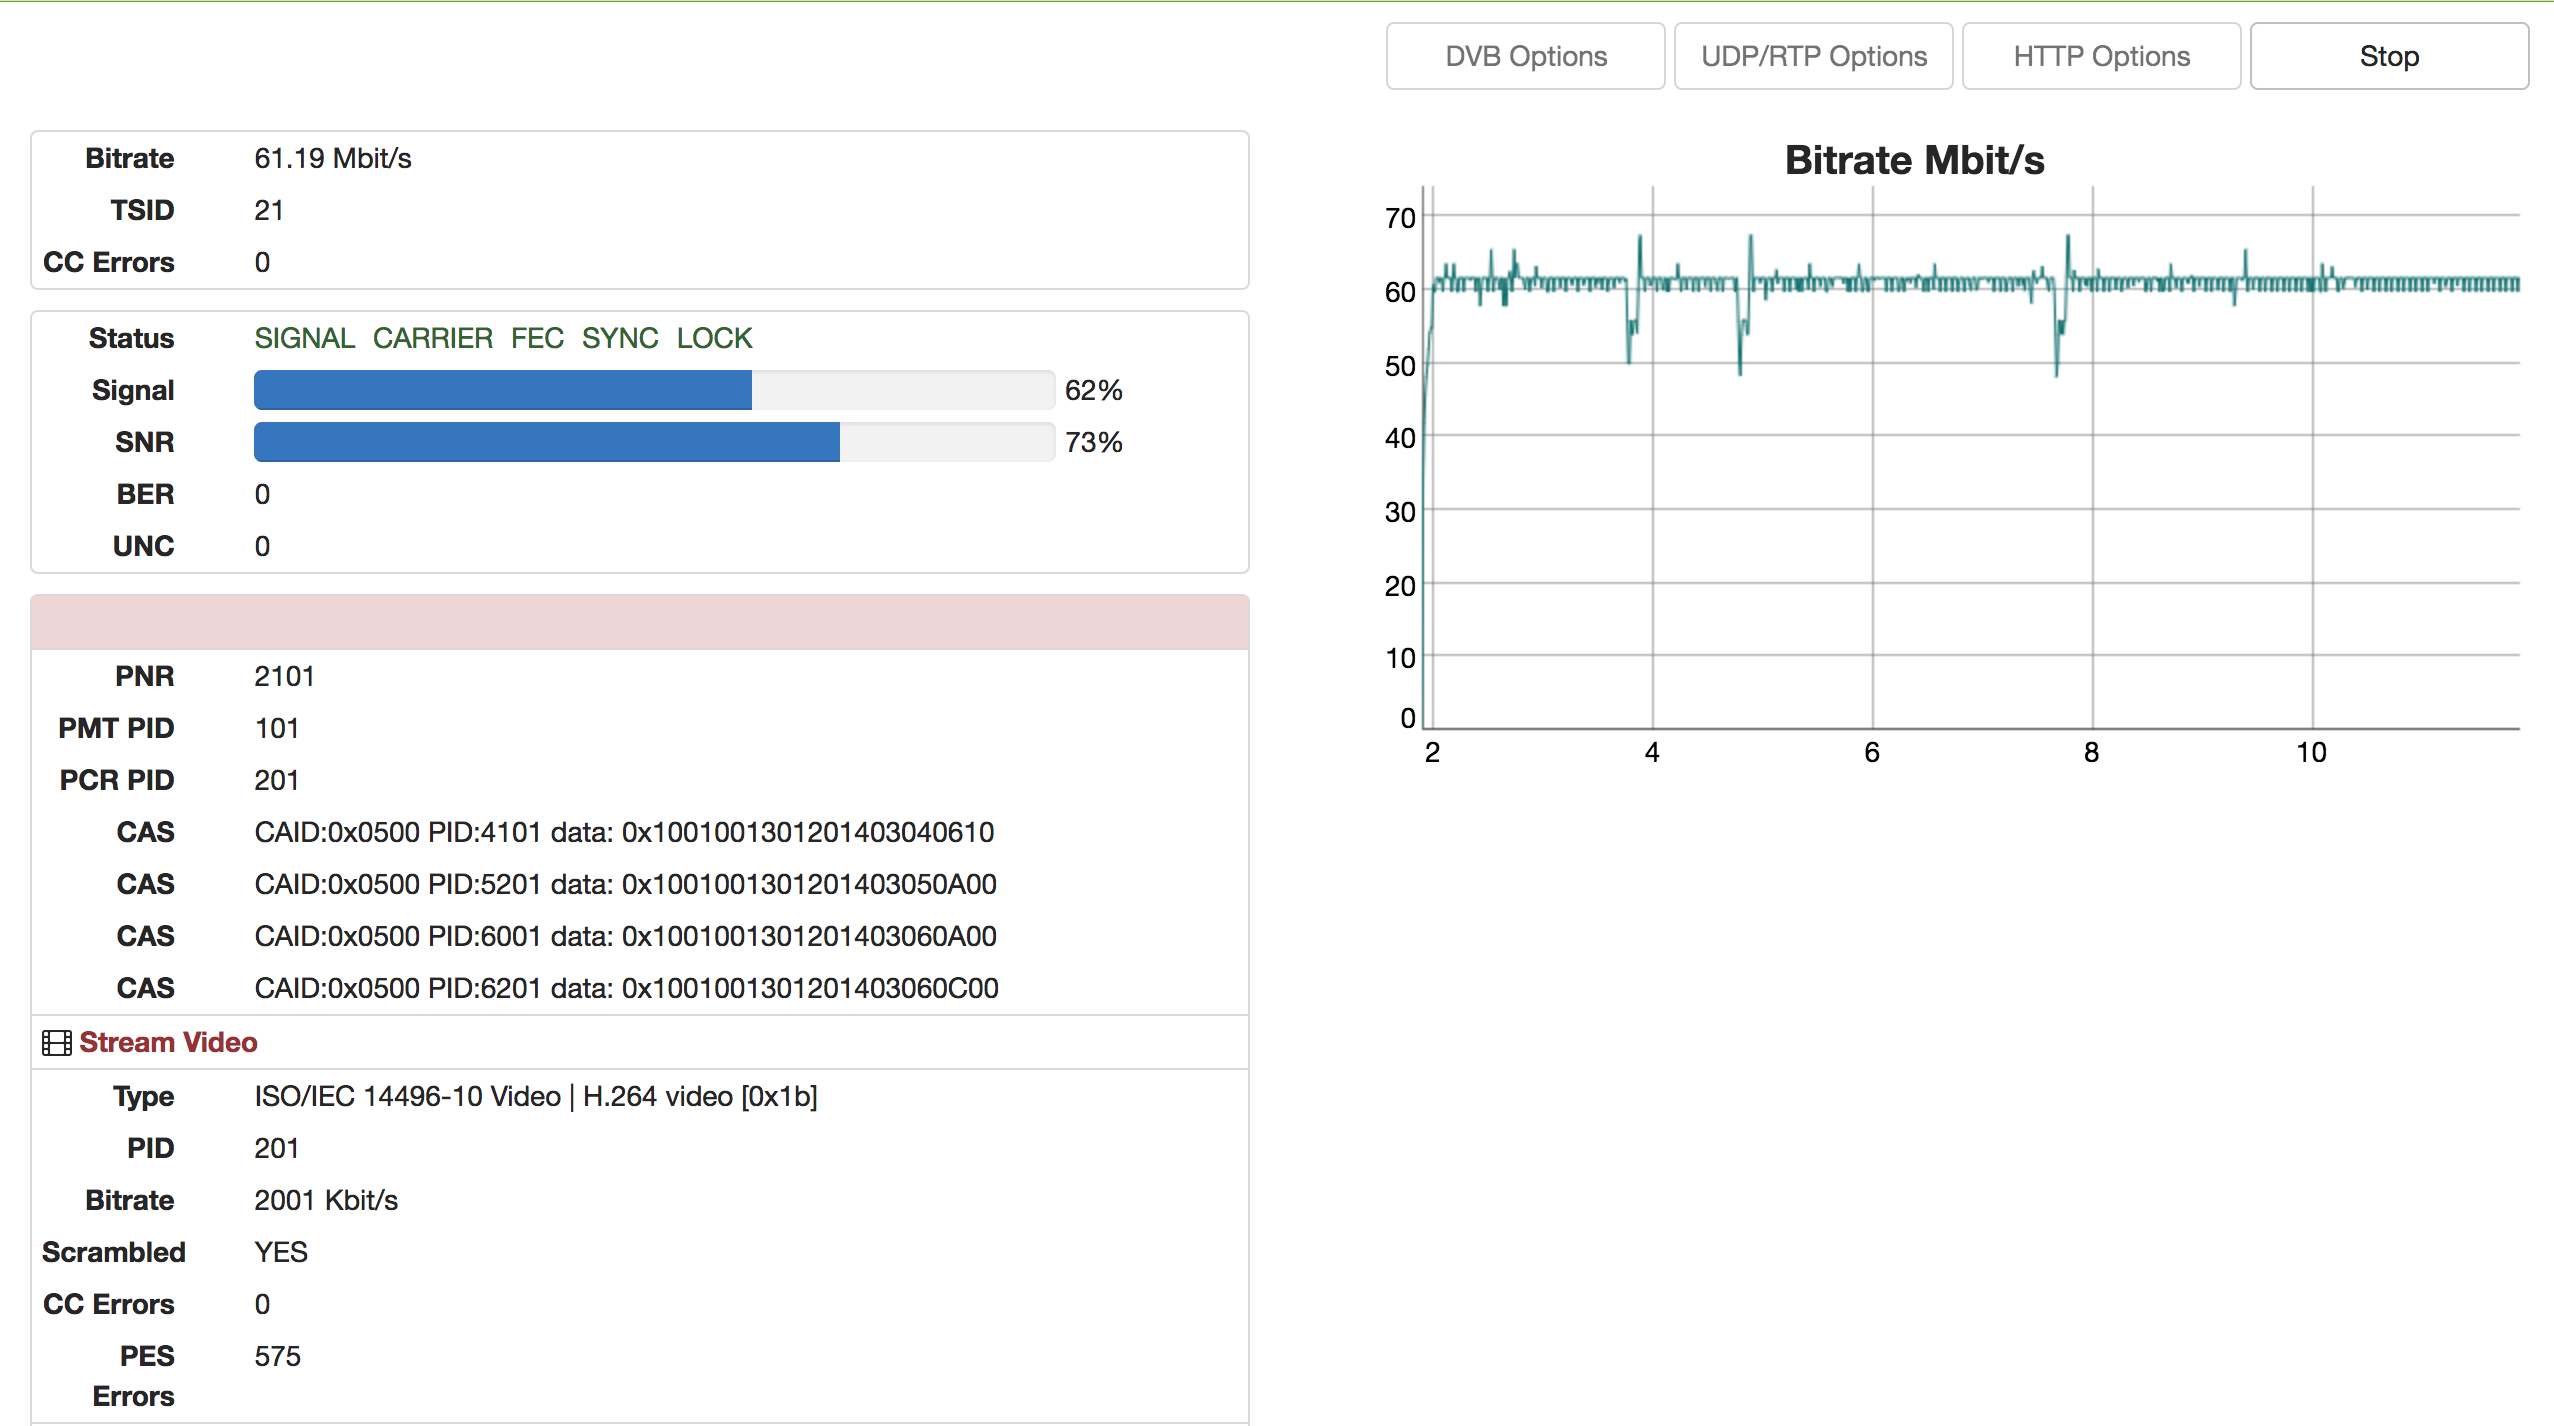 DVB Options UDP/RTP Options HTTP Options Stop
Bitrate 61.19 Mbit/s
TSID 21
CC Errors 0
Status SIGNAL CARRIER FEC SYNC LOCK
Signal 62%
SNR 73%
BER 0
UNC 0
PNR 2101
PMT PID 101
PCR PID 201
CAS CAID:0x0500 PID:4101 data: 0x1001001301201403040610
CAS CAID:0x0500 PID:5201 data: 0x1001001301201403050A00
CAS CAID:0x0500 PID:6001 data: 0x1001001301201403060A00
CAS CAID:0x0500 PID:6201 data: 0x1001001301201403060C00
Stream Video
Type ISO/IEC 14496-10 Video | H.264 video [0x1b]
PID 201
Bitrate 2001 Kbit/s
Scrambled YES
CC Errors 0
PES 575
Errors
Bitrate Mbit/s
70
60
50
40
30
20
10
0
2 4 6 8 10